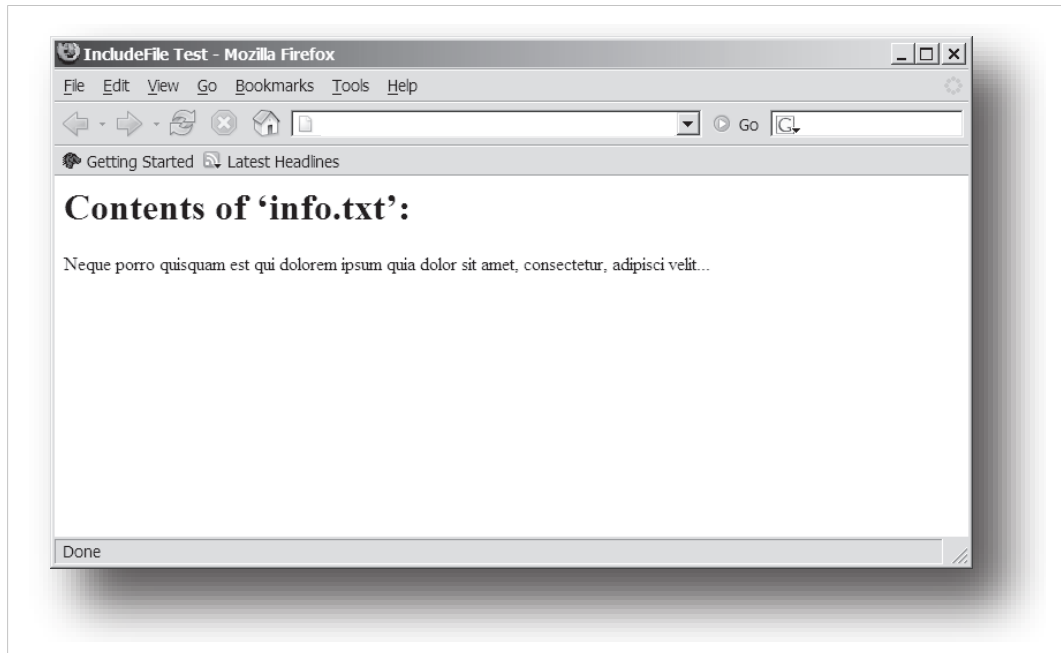 IncludeFile Test - Mozilla Firefox
File Edit View Go Bookmarks Tools Help
Go G
Getting Started Latest Headlines
Contents of ‘info.txt’:
Neque porro quisquam est qui dolorem ipsum quia dolor sit amet, consectetur, adipisci velit...
Done